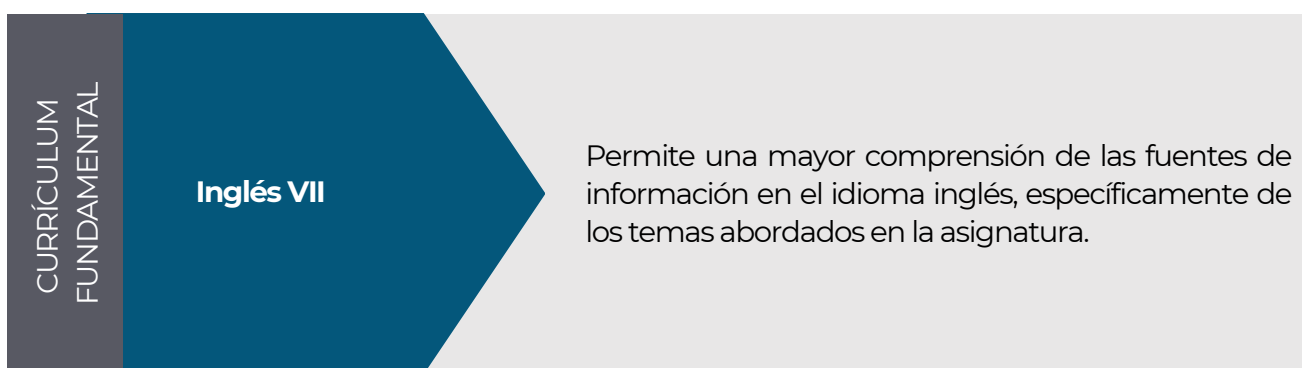 CURRÍCULUM
FUNDAMENTAL
Inglés VII
Permite una mayor comprensión de las fuentes de
información en el idioma inglés, específicamente de
los temas abordados en la asignatura.